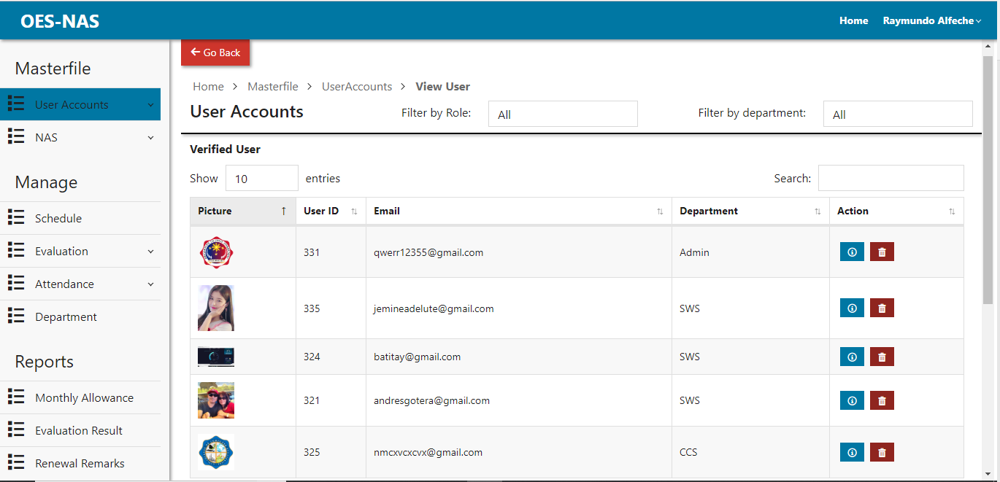 OES-NAS
Home Raymundo Alfeche
Masterfile
User Accounts
NAS
Manage
Schedule
Evaluation
Attendance
Department
Reports
Monthly Allowance
Evaluation Result
Renewal Remarks
Go Back
Home > Masterfile > UserAccounts > View User
User Accounts Filter by Role: All Filter by department: All
Verified User
Show 10 entries Search:
Picture User ID Email Department Action
331 qwerr12355@gmail.com Admin
335 jemineadelute@gmail.com SWS
324 batitay@gmail.com SWS
321 andresgotera@gmail.com SWS
325 nmcxvcxcvx@gmail.com CCS